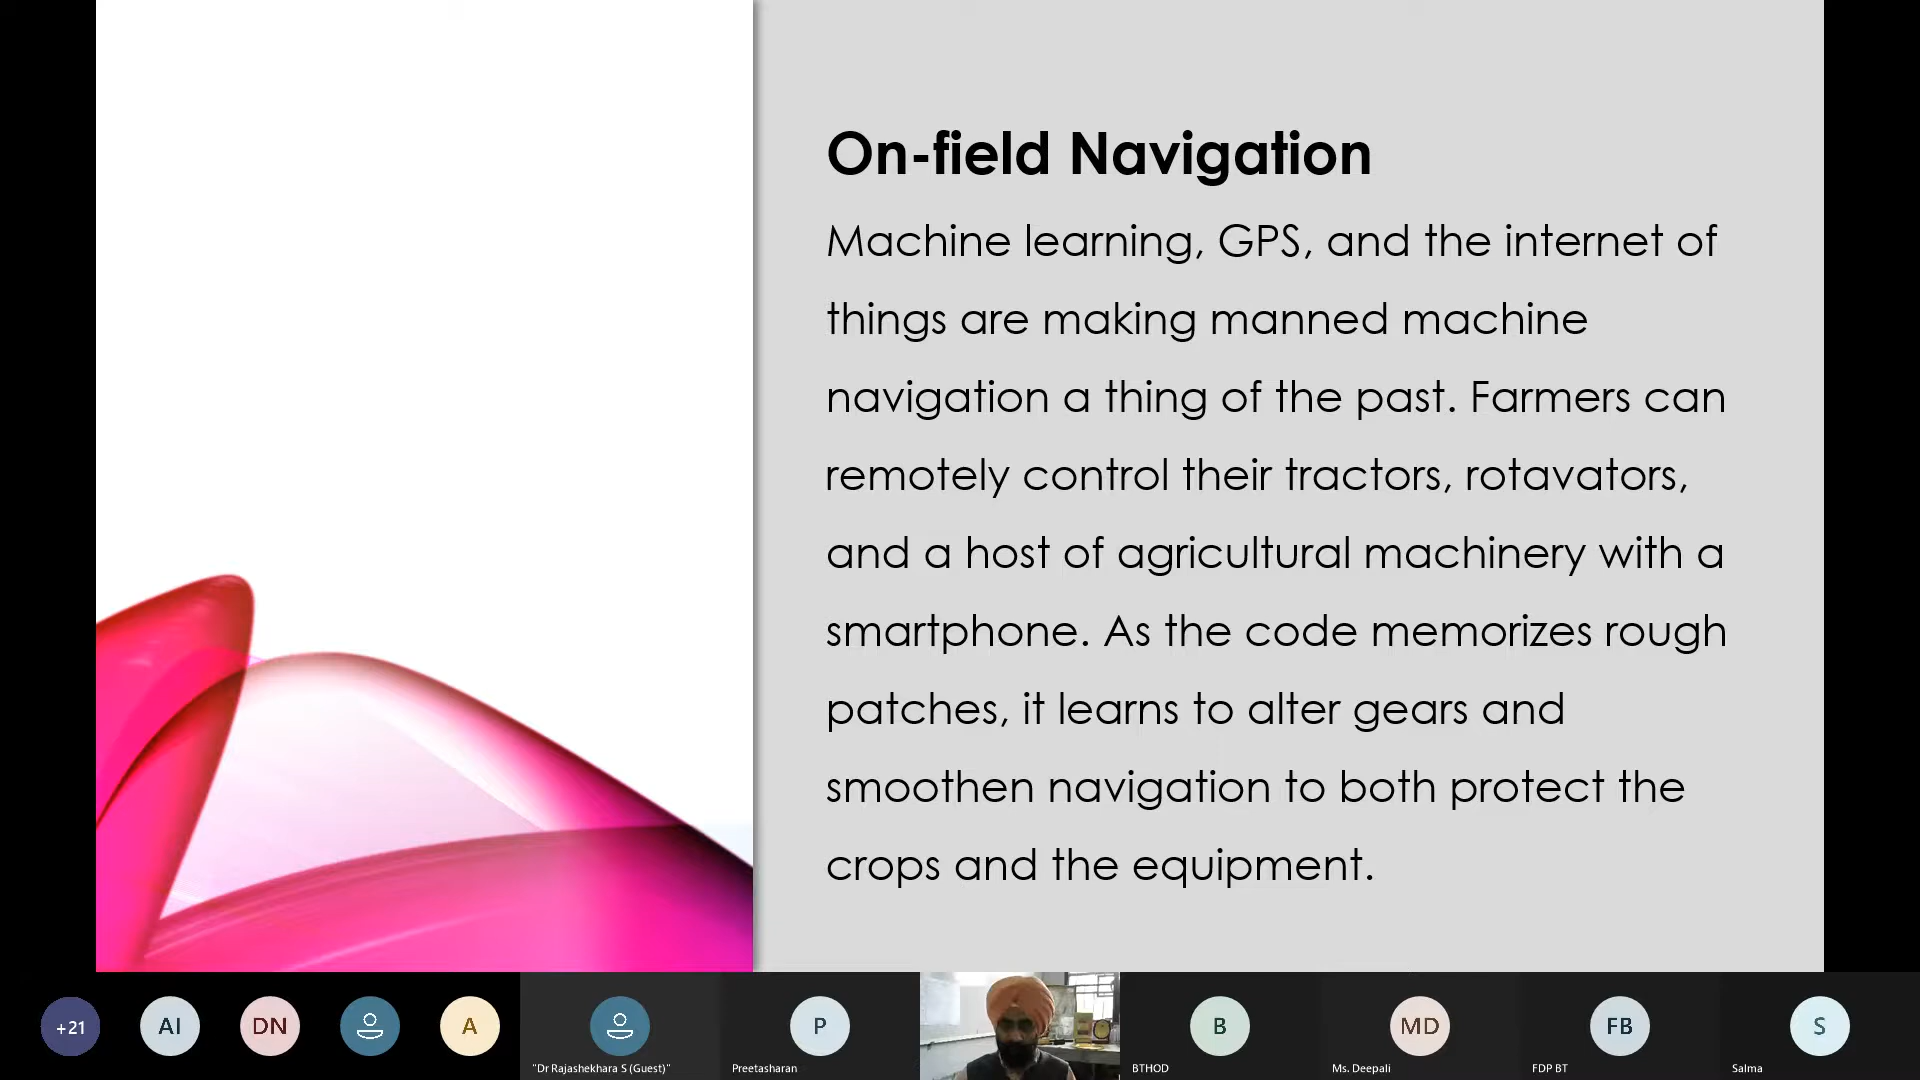 On-field Navigation
Machine learning, GPS, and the internet of
things are making manned machine
navigation a thing of the past. Farmers can
remotely control their tractors, rotavators,
and a host of agricultural machinery with a
smartphone. As the code memorizes rough
patches, it learns to alter gears and
smoothen navigation to both protect the
crops and the equipment.
+21
AI
DN
A
"Dr Rajashekhara S (Guest)"
P
Preetasharan
B
BTHOD
MD
Ms. Deepali
FB
FDP BT
S
Salma